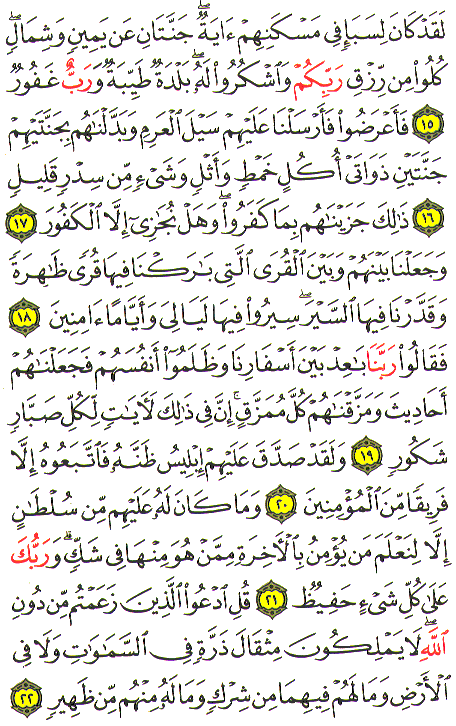 لَقَدْ كَانَ لِسَبَإٍ فِى مَسْكَنِهِمْ ءَايَةٌ ۖ جَنَّتَانِ عَن يَمِينٍ وَشِمَالٍ ۖ
كُلُوا۟ مِن رِّزْقِ رَبِّكُمْ وَٱشْكُرُوا۟ لَهُۥ ۚ بَلْدَةٌ طَيِّبَةٌ وَرَبٌّ غَفُورٌ
﴿١٥﴾ فَأَعْرَضُوا۟ فَأَرْسَلْنَا عَلَيْهِمْ سَيْلَ ٱلْعَرِمِ وَبَدَّلْنَٰهُم بِجَنَّتَيْهِمْ
جَنَّتَيْنِ ذَوَاتَىْ أُكُلٍ خَمْطٍ وَأَثْلٍ وَشَىْءٍ مِّن سِدْرٍ قَلِيلٍ
﴿١٦﴾ ذَٰلِكَ جَزَيْنَٰهُم بِمَا كَفَرُوا۟ ۖ وَهَلْ نُجَٰزِىٓ إِلَّا ٱلْكَفُورَ ﴿١٧﴾
وَجَعَلْنَا بَيْنَهُمْ وَبَيْنَ ٱلْقُرَى ٱلَّتِى بَٰرَكْنَا فِيهَا قُرًى ظَٰهِرَةً
وَقَدَّرْنَا فِيهَا ٱلسَّيْرَ ۖ سِيرُوا۟ فِيهَا لَيَالِىَ وَأَيَّامًا ءَامِنِينَ ﴿١٨﴾
فَقَالُوا۟ رَبَّنَا بَٰعِدْ بَيْنَ أَسْفَارِنَا وَظَلَمُوٓا۟ أَنفُسَهُمْ فَجَعَلْنَٰهُمْ
أَحَادِيثَ وَمَزَّقْنَٰهُمْ كُلَّ مُمَزَّقٍ ۚ إِنَّ فِى ذَٰلِكَ لَءَايَٰتٍ لِّكُلِّ صَبَّارٍ
شَكُورٍ ﴿١٩﴾ وَلَقَدْ صَدَّقَ عَلَيْهِمْ إِبْلِيسُ ظَنَّهُۥ فَٱتَّبَعُوهُ إِلَّا
فَرِيقًا مِّنَ ٱلْمُؤْمِنِينَ ﴿٢٠﴾ وَمَا كَانَ لَهُۥ عَلَيْهِم مِّن سُلْطَٰنٍ
إِلَّا لِنَعْلَمَ مَن يُؤْمِنُ بِٱلْءَاخِرَةِ مِمَّنْ هُوَ مِنْهَا فِى شَكٍّ ۗ وَرَبُّكَ
عَلَىٰ كُلِّ شَىْءٍ حَفِيظٌ ﴿٢١﴾ قُلِ ٱدْعُوا۟ ٱلَّذِينَ زَعَمْتُم مِّن دُونِ
ٱللَّهِ ۖ لَا يَمْلِكُونَ مِثْقَالَ ذَرَّةٍ فِى ٱلسَّمَٰوَٰتِ وَلَا فِى
ٱلْأَرْضِ وَمَا لَهُمْ فِيهِمَا مِن شِرْكٍ وَمَا لَهُۥ مِنْهُم مِّن ظَهِيرٍ ﴿٢٢﴾